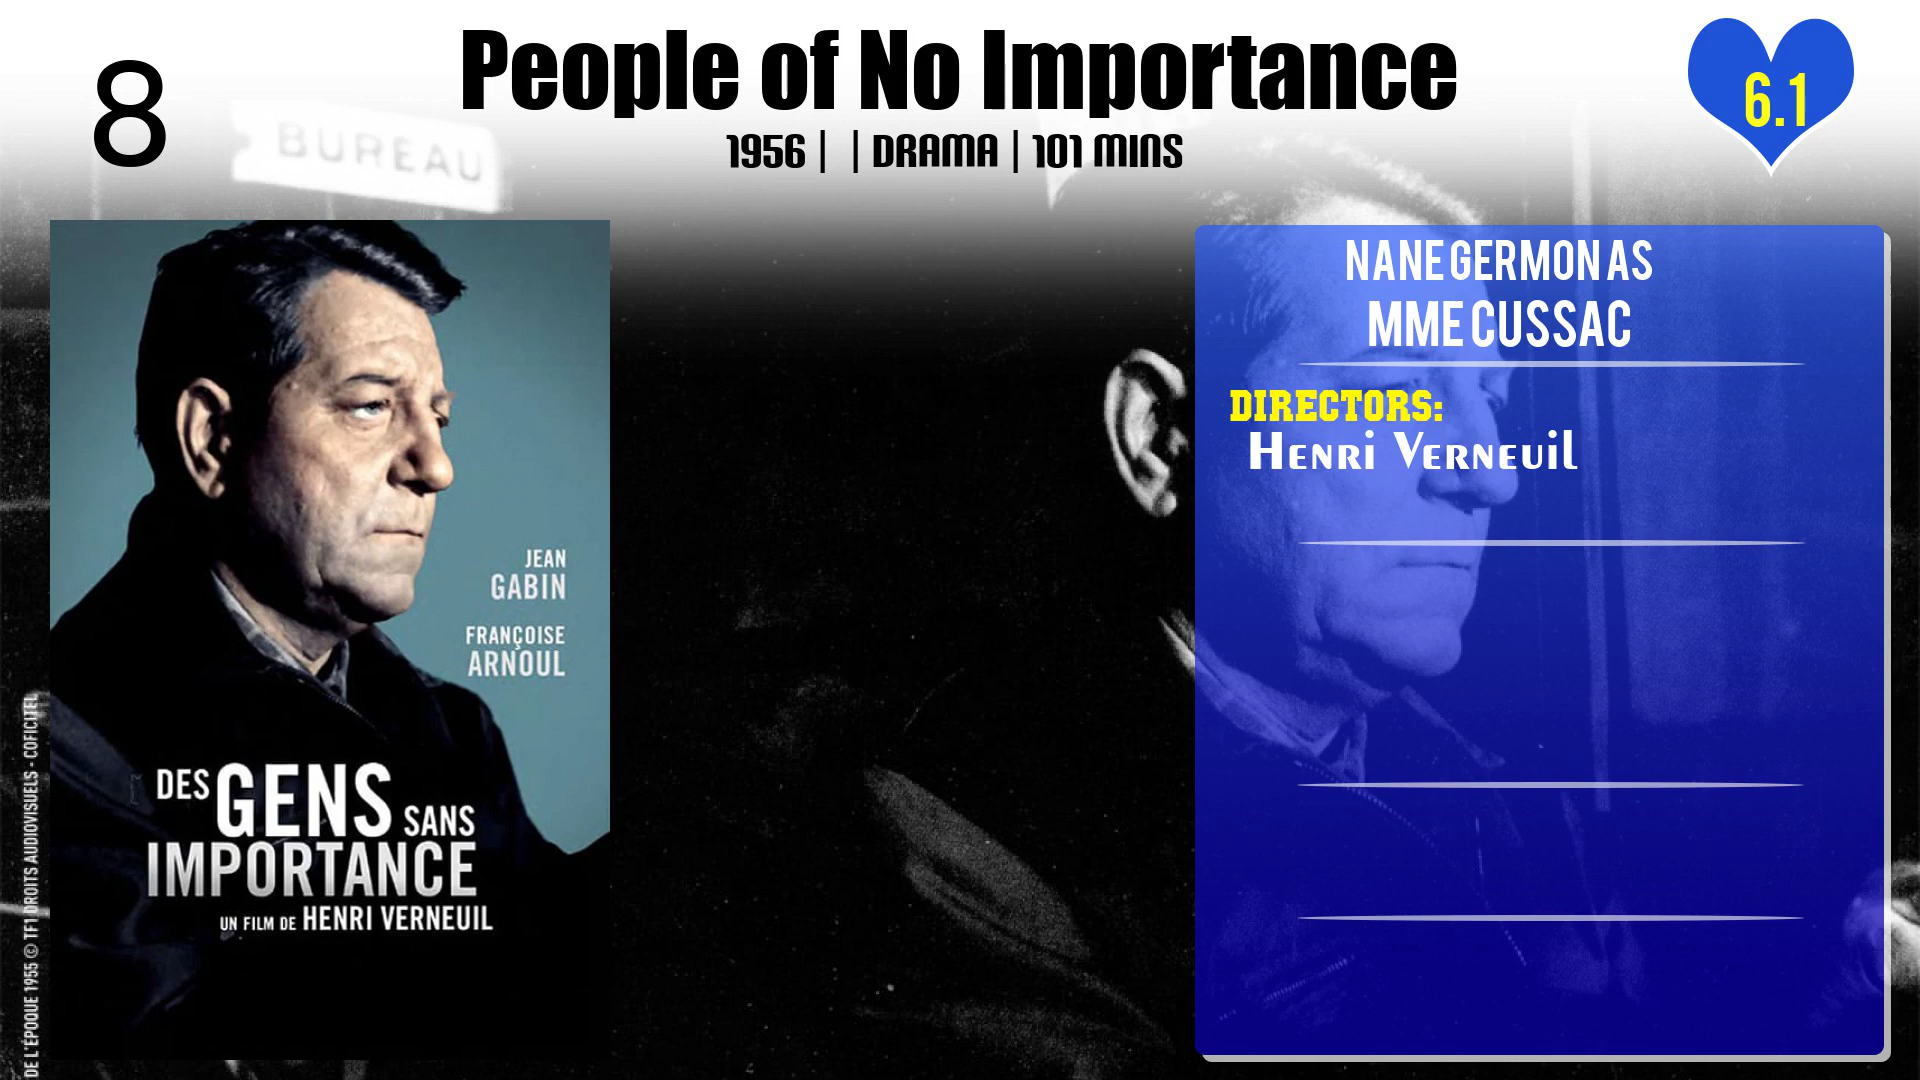 8
People of No Importance
6.1
1956 | | DRAMA | 101 MINS
BUREAU
NANE GERMON AS
MME CUSSAC
DIRECTORS:
Henri Verneuil
JEAN
GABIN
FRANÇOISE
ARNOUL
DES GENS SANS
IMPORTANCE
UN FILM DE HENRI VERNEUIL
DE L'ÉPOQUE 1955 © TF1 DROITS AUDIOVISUELS - COFICITEL